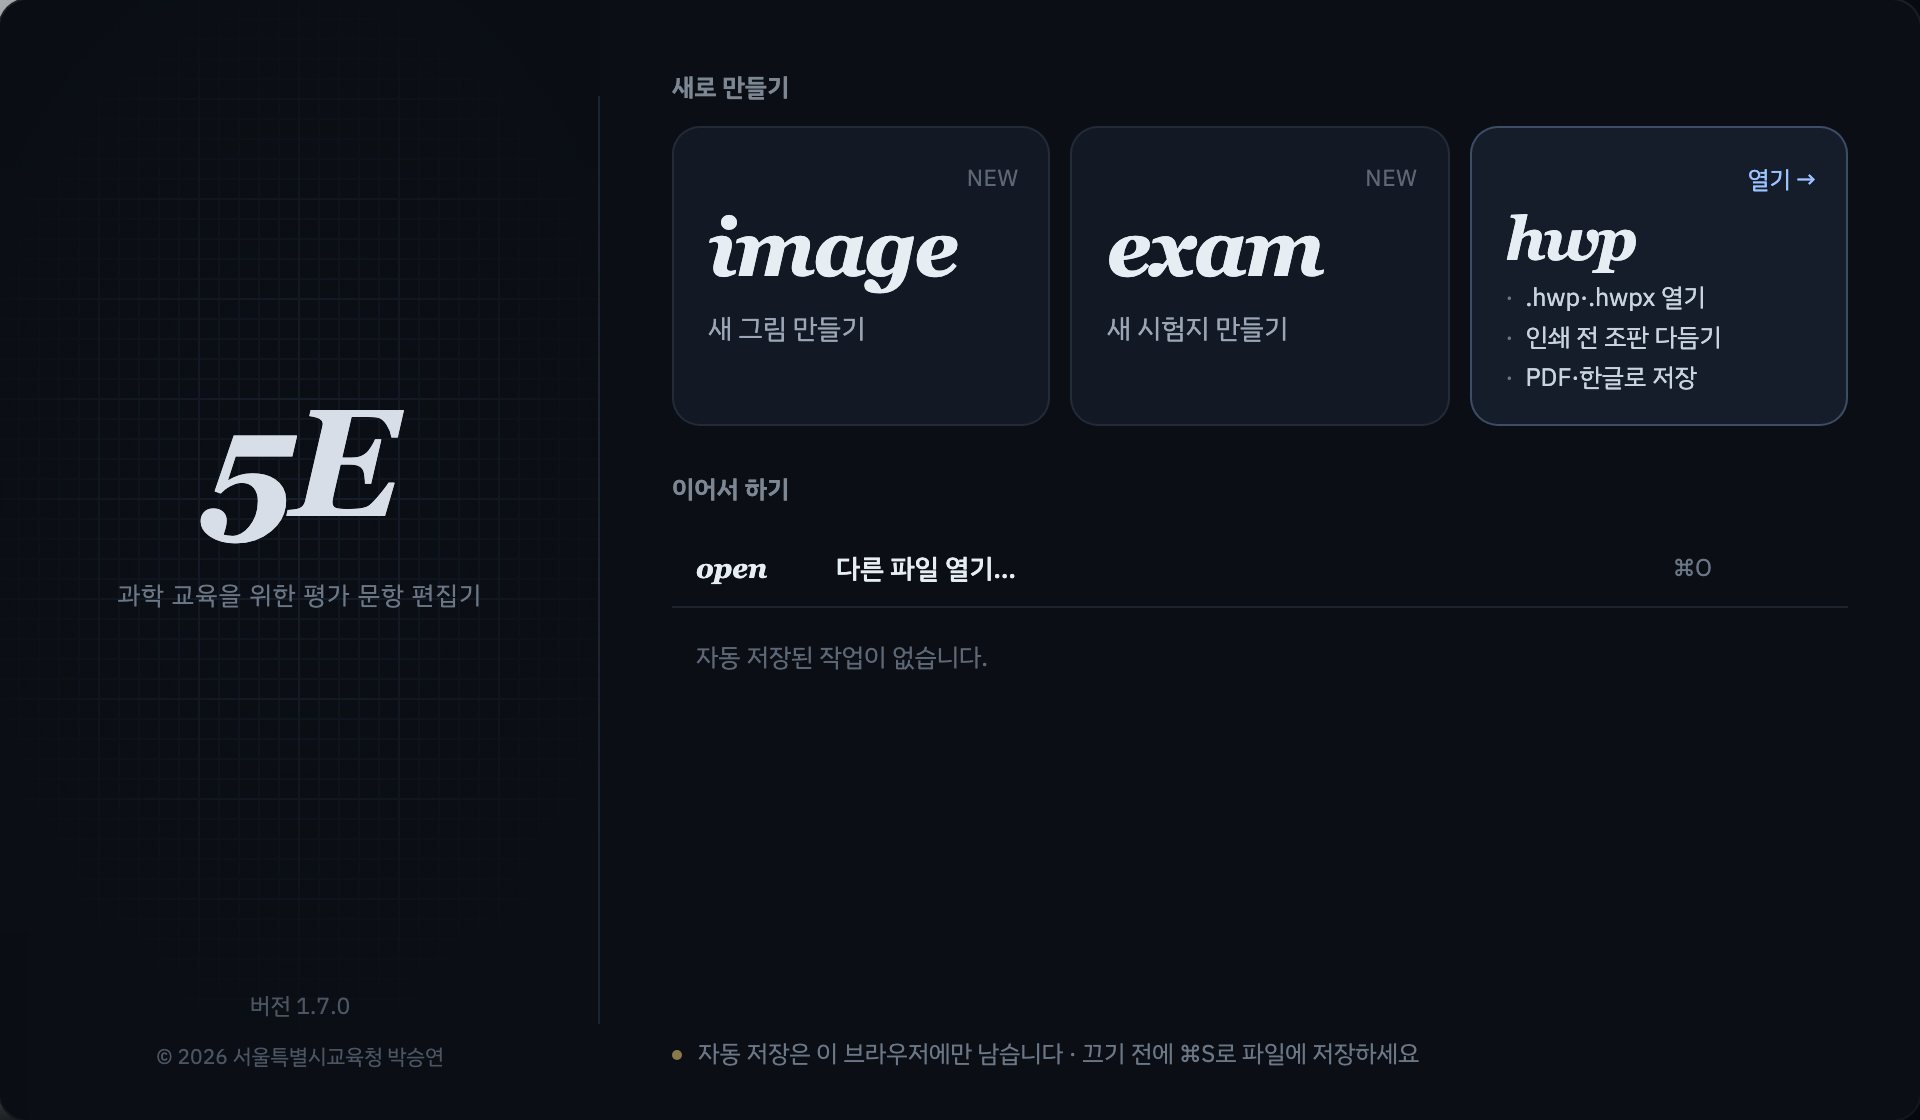 5E
과학 교육을 위한 평가 문항 편집기
버전 1.7.0
© 2026 서울특별시교육청 박승연
새로 만들기
NEW
image
새 그림 만들기
NEW
exam
새 시험지 만들기
열기 →
hwp
· .hwp·.hwpx 열기
· 인쇄 전 조판 다듬기
· PDF·한글로 저장
이어서 하기
open 다른 파일 열기... ⌘O
자동 저장된 작업이 없습니다.
자동 저장은 이 브라우저에만 남습니다 · 끄기 전에 ⌘S로 파일에 저장하세요